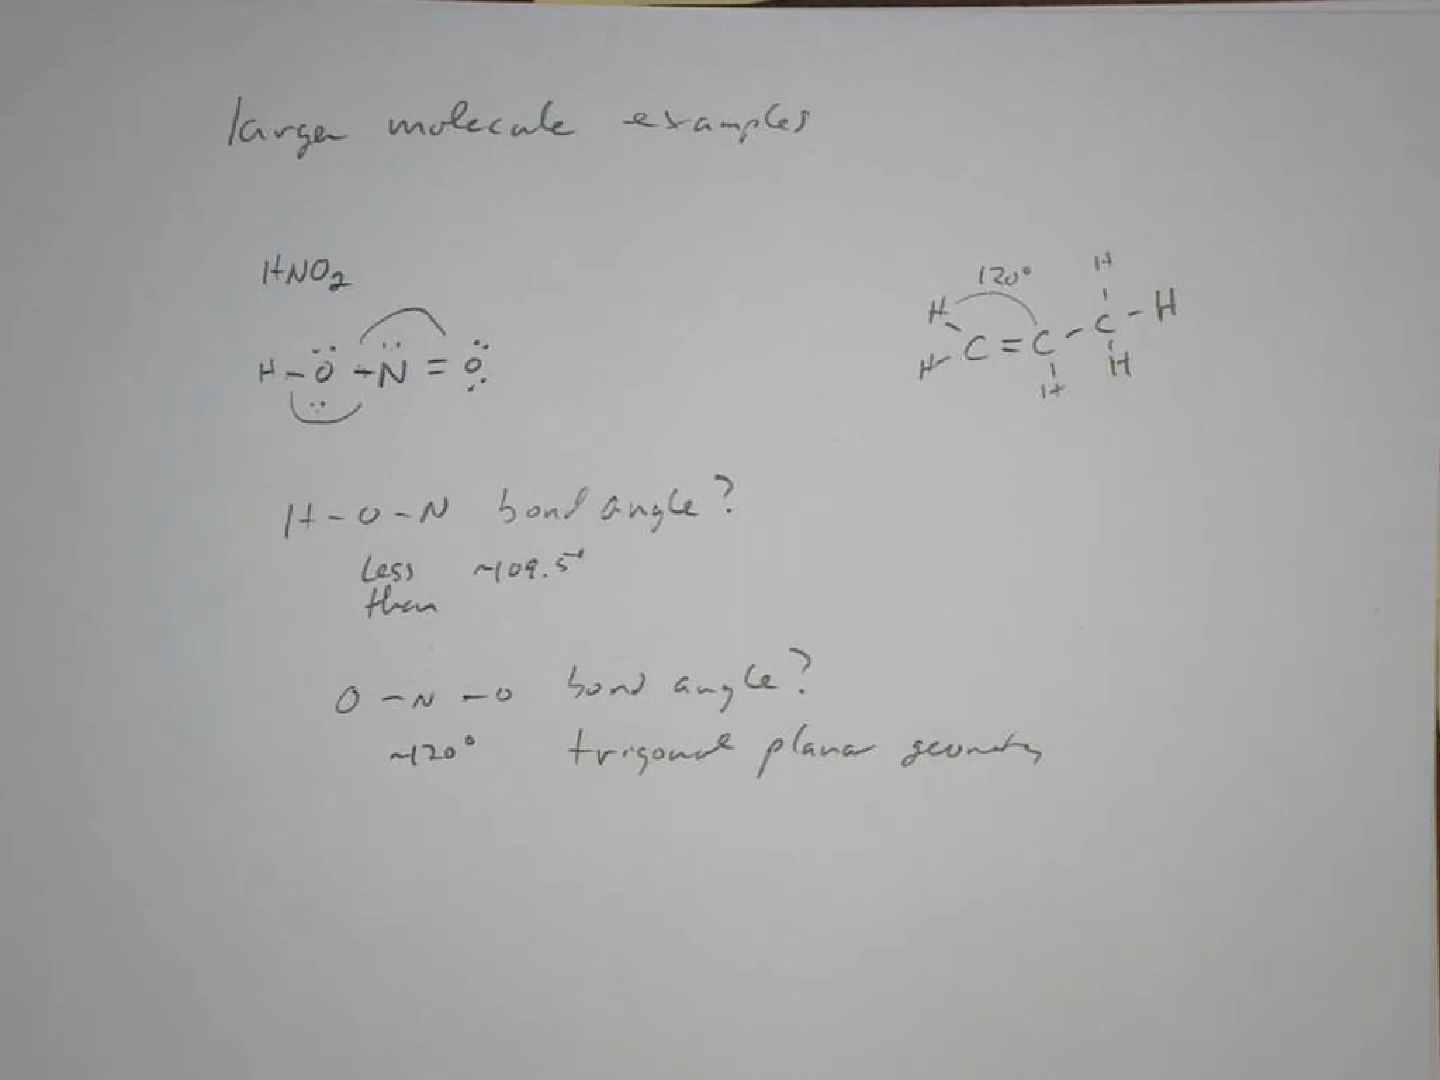 larger molecule examples
HNO2
H - O - N = O
120°
H
H C = C - C - H
H H H
H-O-N bond angle?
Less ~109.5°
than
O - N - O bond angle?
~120° trigonal planar geometry